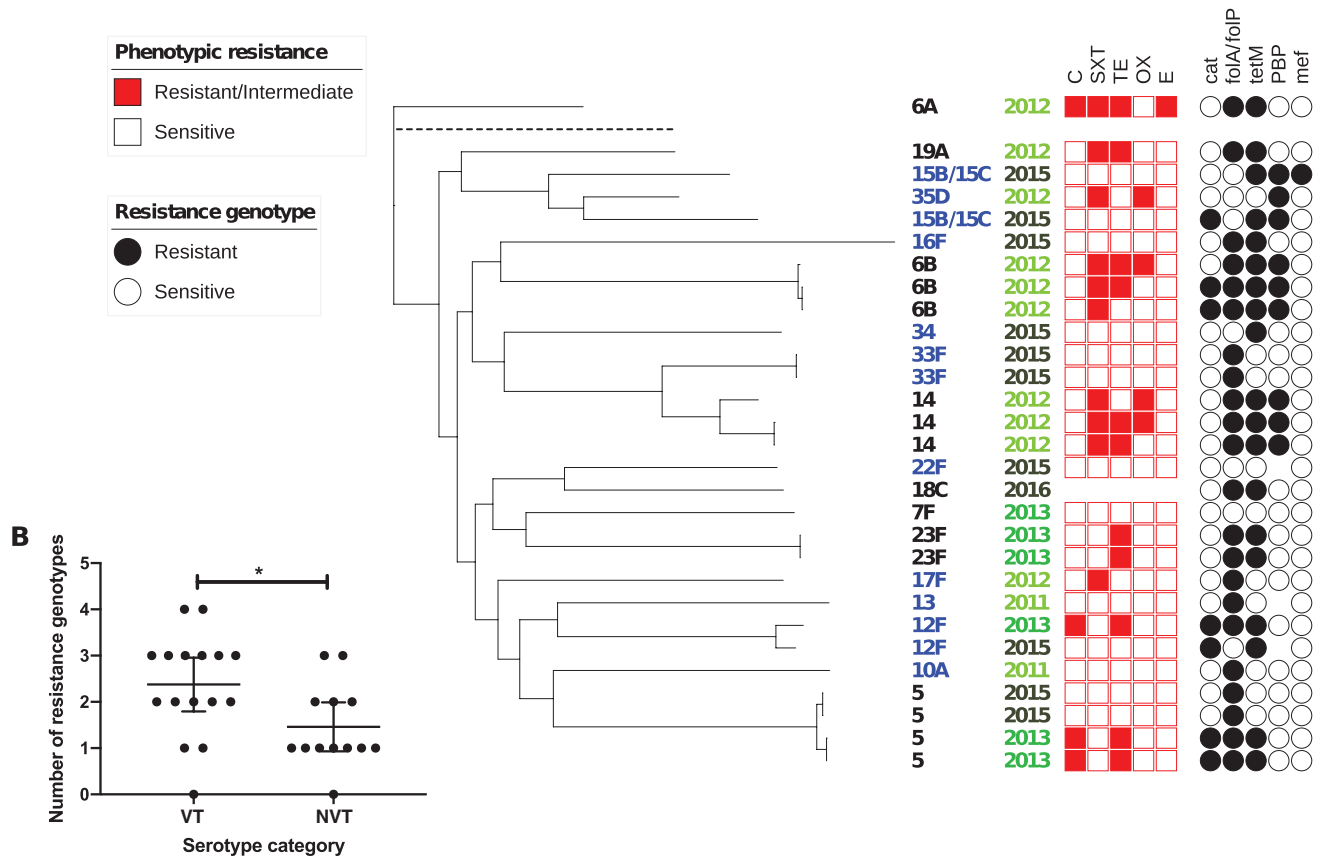 Phenotypic resistance
Resistant/Intermediate
Sensitive
Resistance genotype
Resistant
Sensitive
C SXT TE OX E cat folA/folP tetM PBP mef
6A 2012
19A 2012
15B/15C 2015
35D 2012
15B/15C 2015
16F 2015
6B 2012
6B 2012
6B 2012
34 2015
33F 2015
33F 2015
14 2012
14 2012
14 2012
22F 2015
18C 2016
7F 2013
23F 2013
23F 2013
17F 2012
13 2011
12F 2013
12F 2015
10A 2011
5 2015
5 2015
5 2013
5 2013
B
Number of resistance genotypes
5
4
3
2
1
0
*
VT NVT
Serotype category